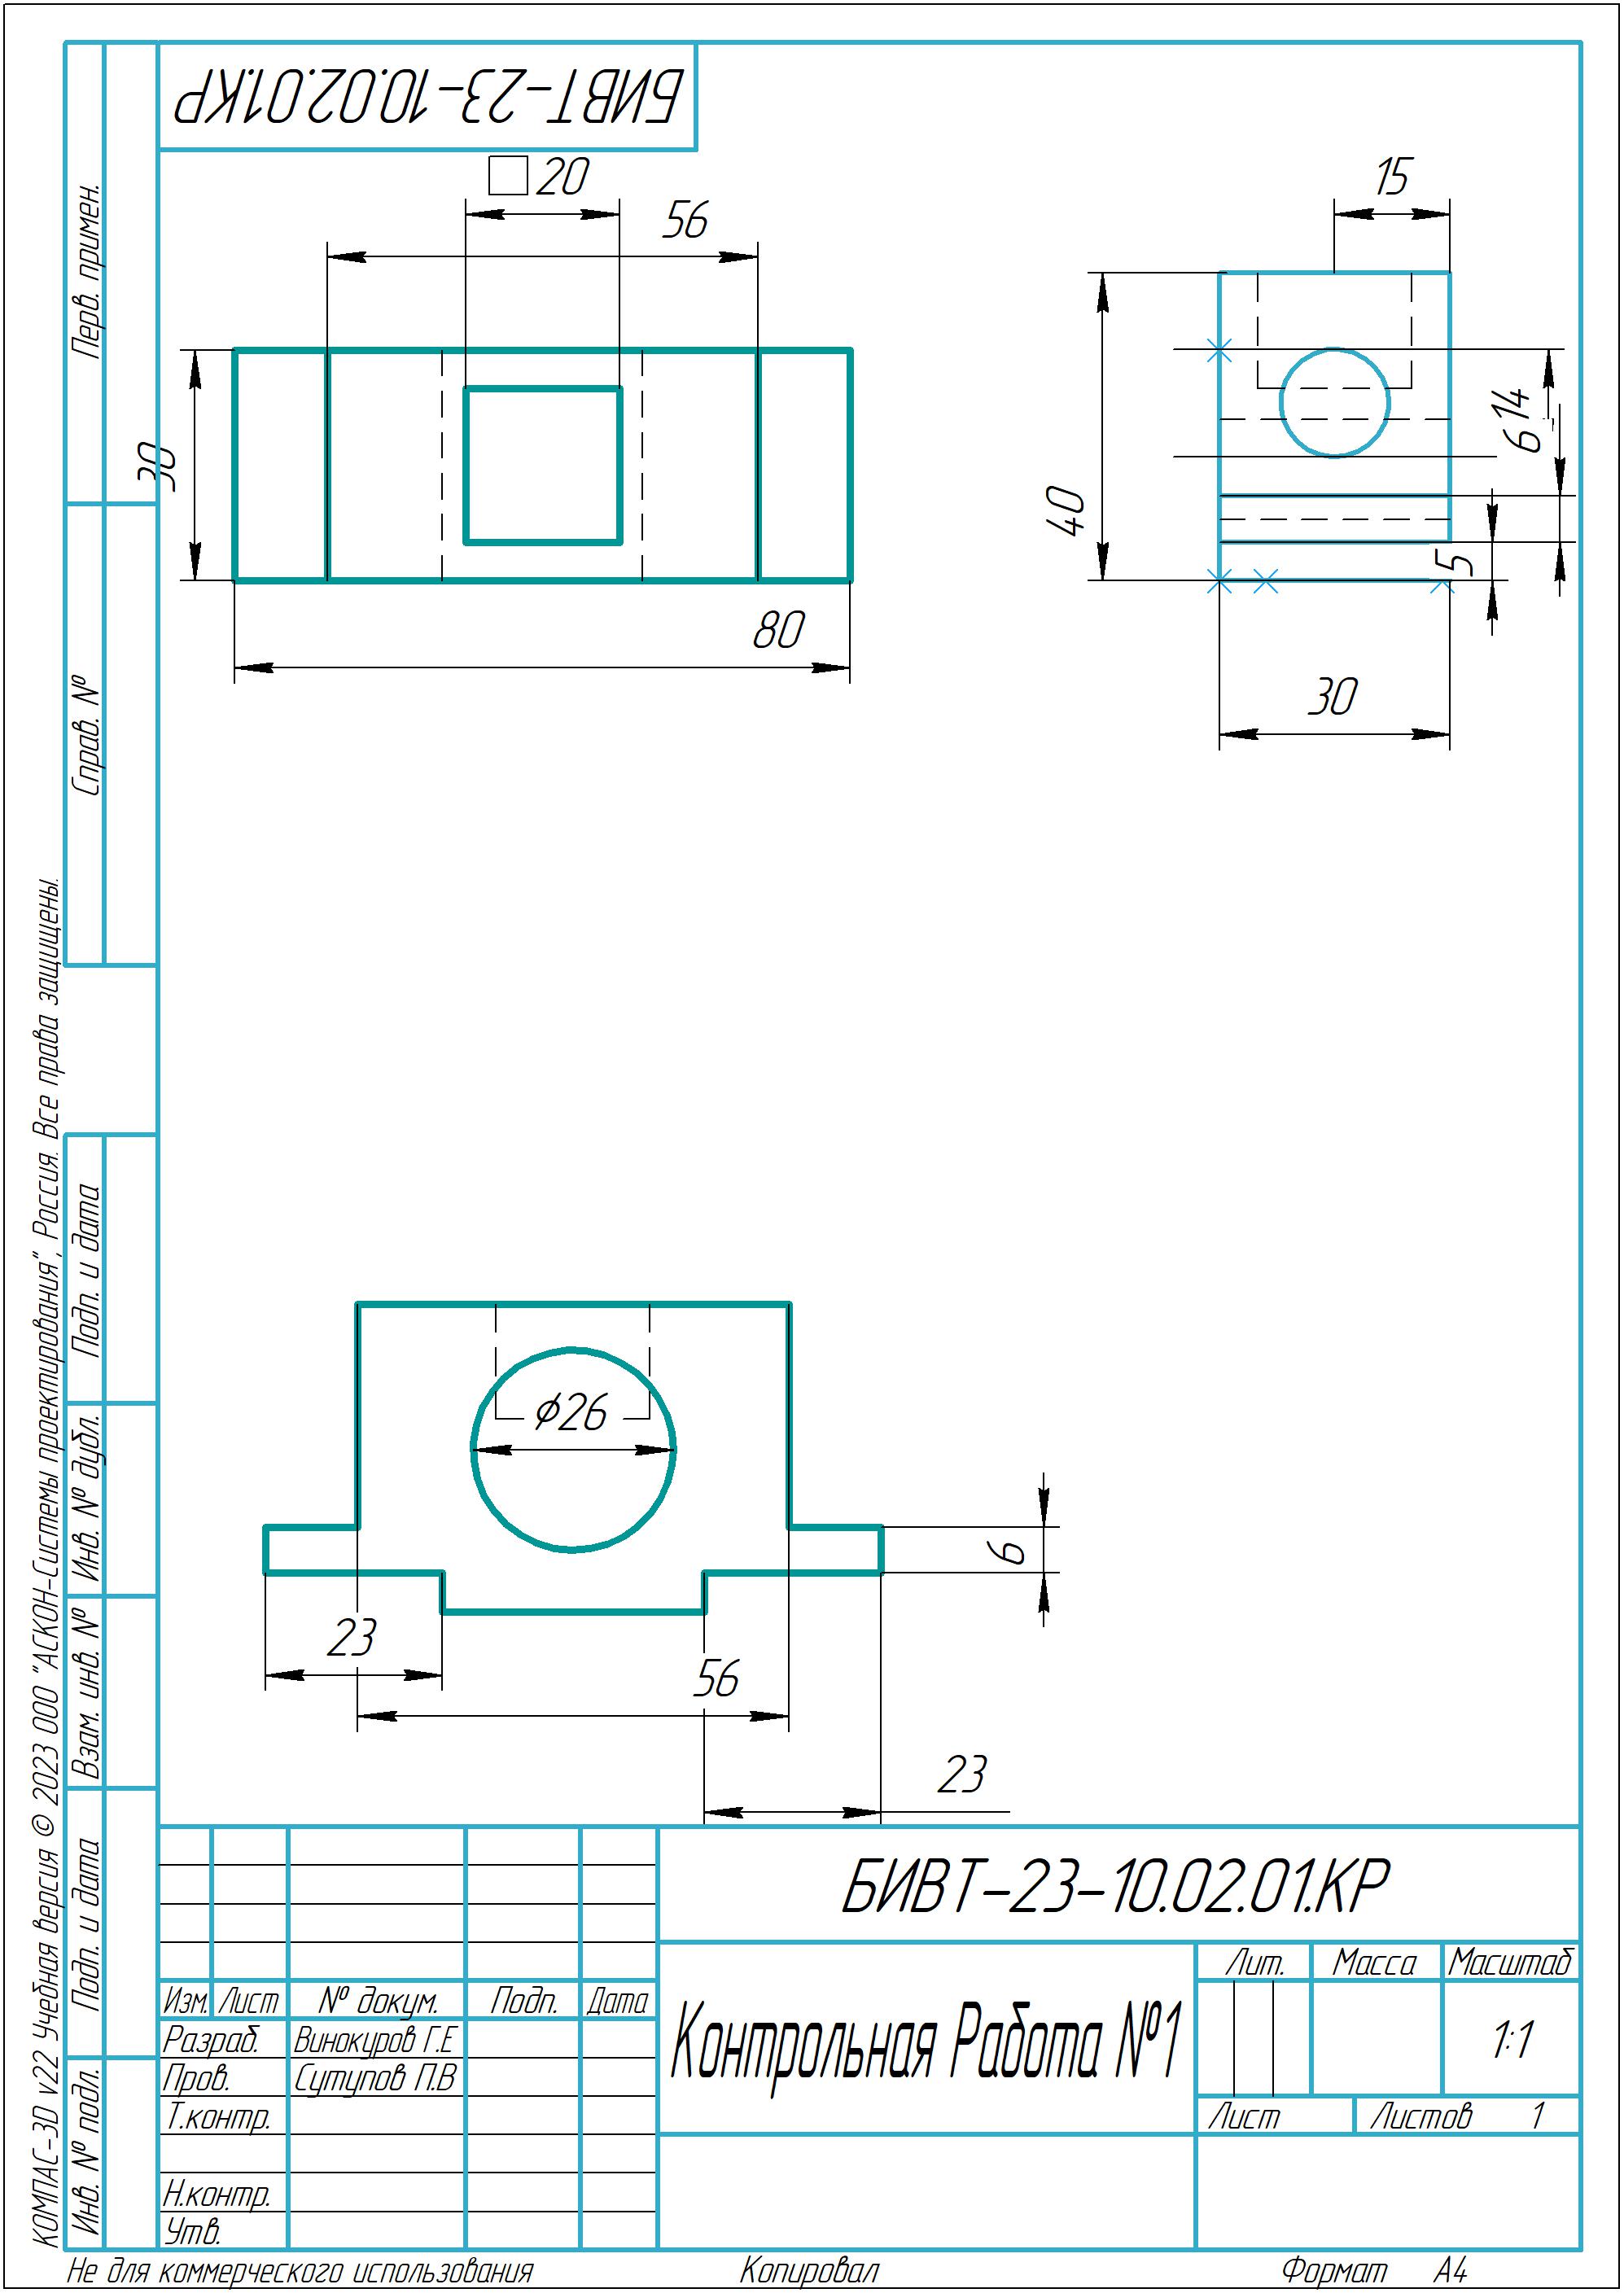 БИВТ-23-10.02.01.КР
□20
56
15
30
40
14
6
5
80
30
Перв. примен.
Справ. №
⌀26
6
23
56
23
Подп. и дата
Инв. № дубл.
Взам. инв. №
Подп. и дата
Инв. № подл.
КОМПАС-3D v22 Учебная версия © 2023 ООО "АСКОН-Системы проектирования", Россия. Все права защищены.
БИВТ-23-10.02.01.КР
Лит. Масса Масштаб
Изм. Лист № докум. Подп. Дата
Разраб. Винокуров Г.Е
Контрольная Работа №1
1:1
Пров. Сутупов П.В
Т.контр.
Лист Листов 1
Н.контр.
Утв.
Не для коммерческого использования Копировал Формат А4